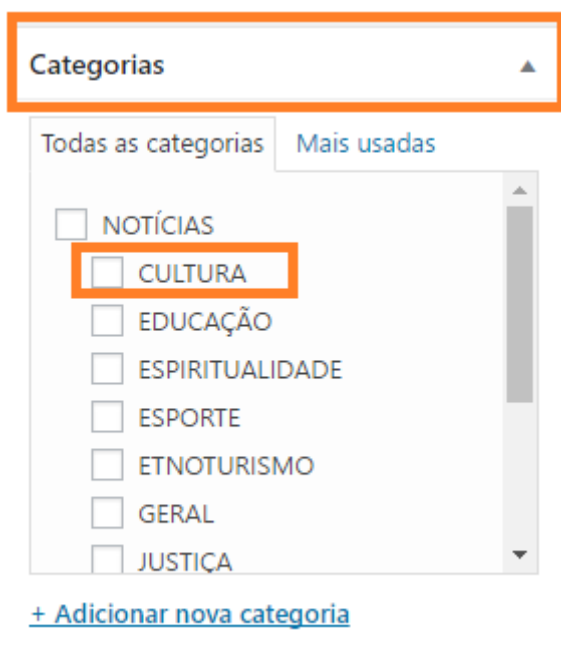 Categorias
Todas as categorias Mais usadas
NOTÍCIAS
CULTURA
EDUCAÇÃO
ESPIRITUALIDADE
ESPORTE
ETNOTURISMO
GERAL
JUSTIÇA
+ Adicionar nova categoria